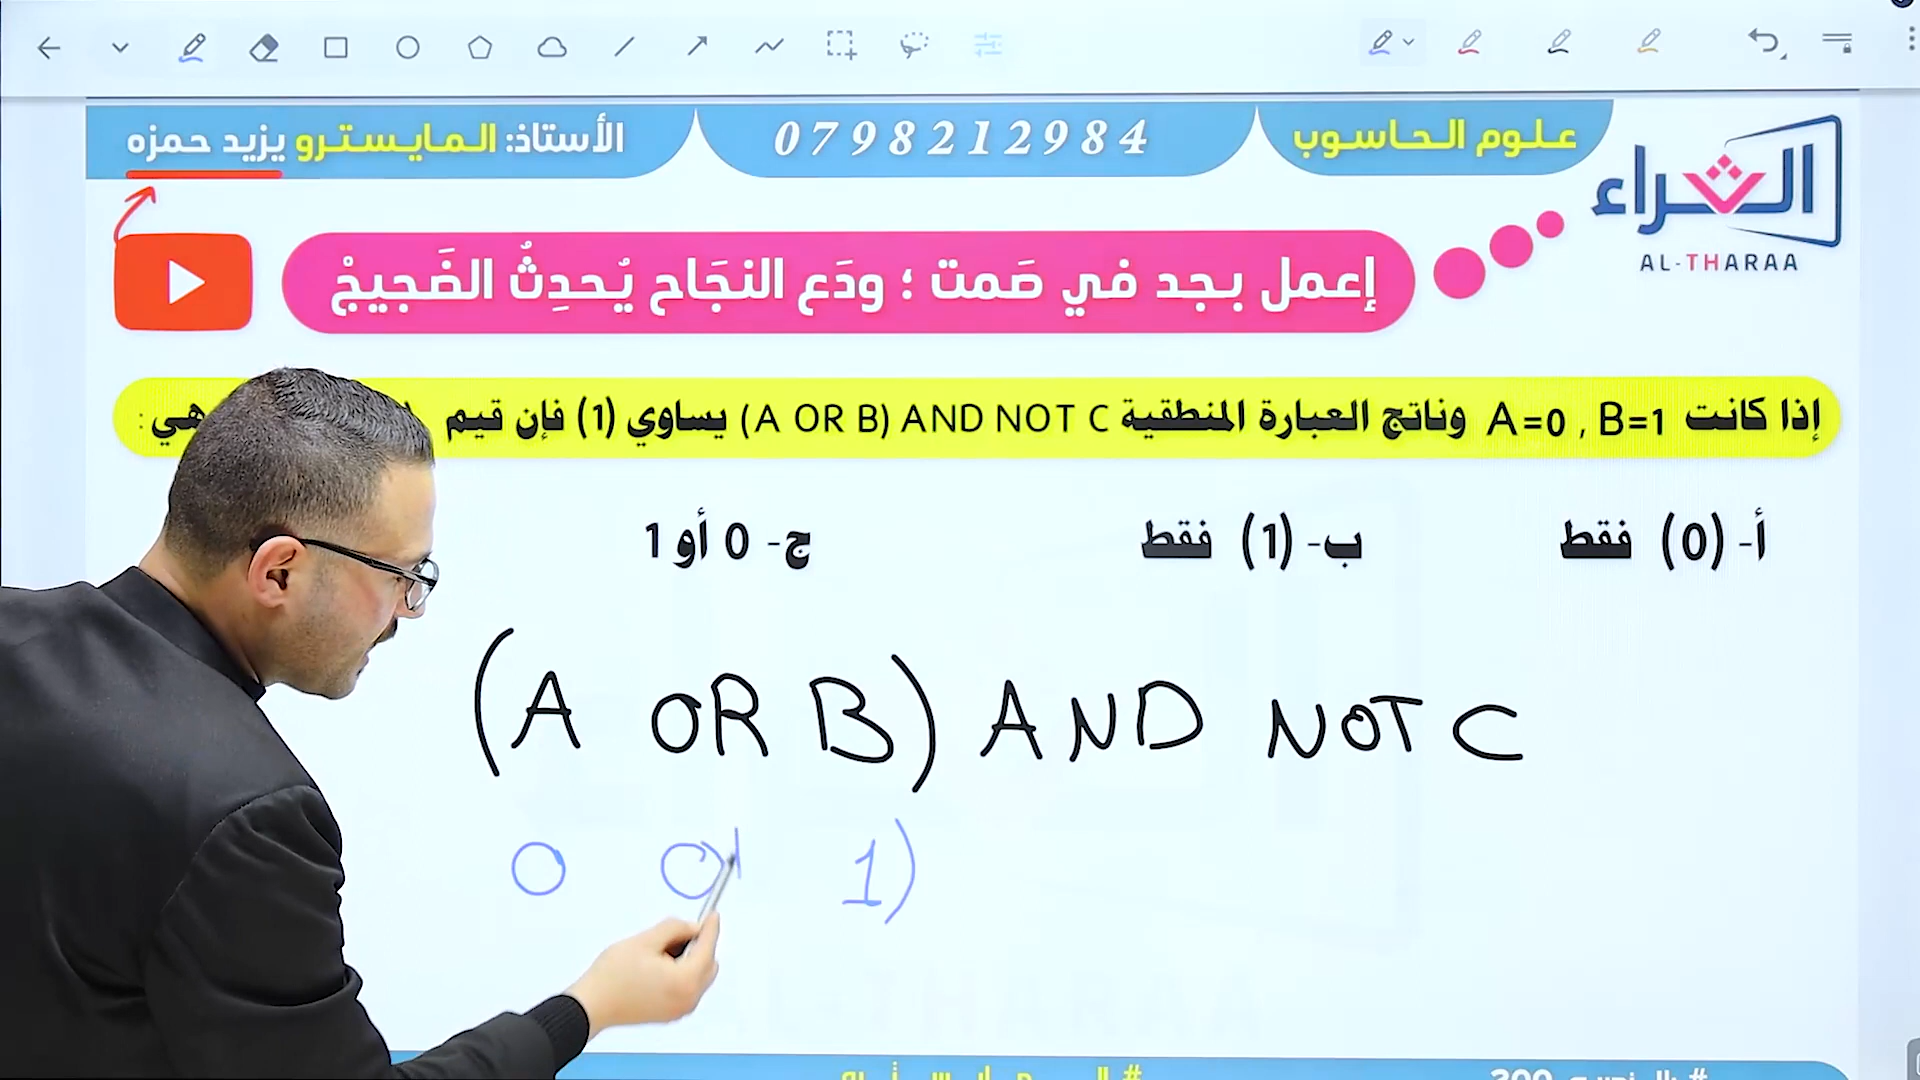 علوم الحاسوب
0798212984
الأستاذ: المايسترو يزيد حمزه
الثراء
AL-THARAA
إعمل بجد في صَمت ؛ ودَع النجَاح يُحدِثُ الضَجيجْ
إذا كانت A=0 , B=1 وناتج العبارة المنطقية (A OR B) AND NOT C يساوي (1) فإن قيم هي :
أ- (0) فقط
ب- (1) فقط
ج- 0 أو 1
(A OR B) AND NOT C
0 1)